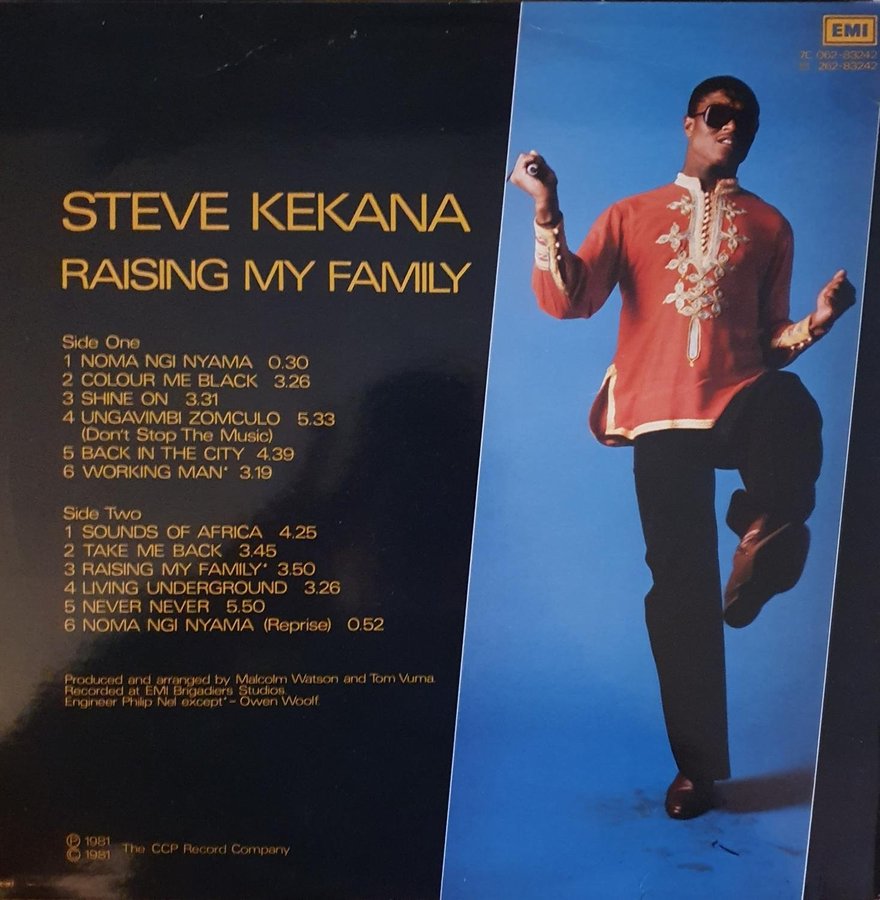 EMI
7C 062-83242
262-83242
STEVE KEKANA
RAISING MY FAMILY
Side One
1 NOMA NGI NYAMA 0.30
2 COLOUR ME BLACK 3.26
3 SHINE ON 3.31
4 UNGAVIMBI ZOMCULO 5.33
(Don't Stop The Music)
5 BACK IN THE CITY 4.39
6 WORKING MAN* 3.19
Side Two
1 SOUNDS OF AFRICA 4.25
2 TAKE ME BACK 3.45
3 RAISING MY FAMILY* 3.50
4 LIVING UNDERGROUND 3.26
5 NEVER NEVER 5.50
6 NOMA NGI NYAMA (Reprise) 0.52
Produced and arranged by Malcolm Watson and Tom Vuma.
Recorded at EMI Brigadiers Studios.
Engineer Philip Nel except* – Owen Woolf.
Ⓟ 1981
© 1981 The CCP Record Company